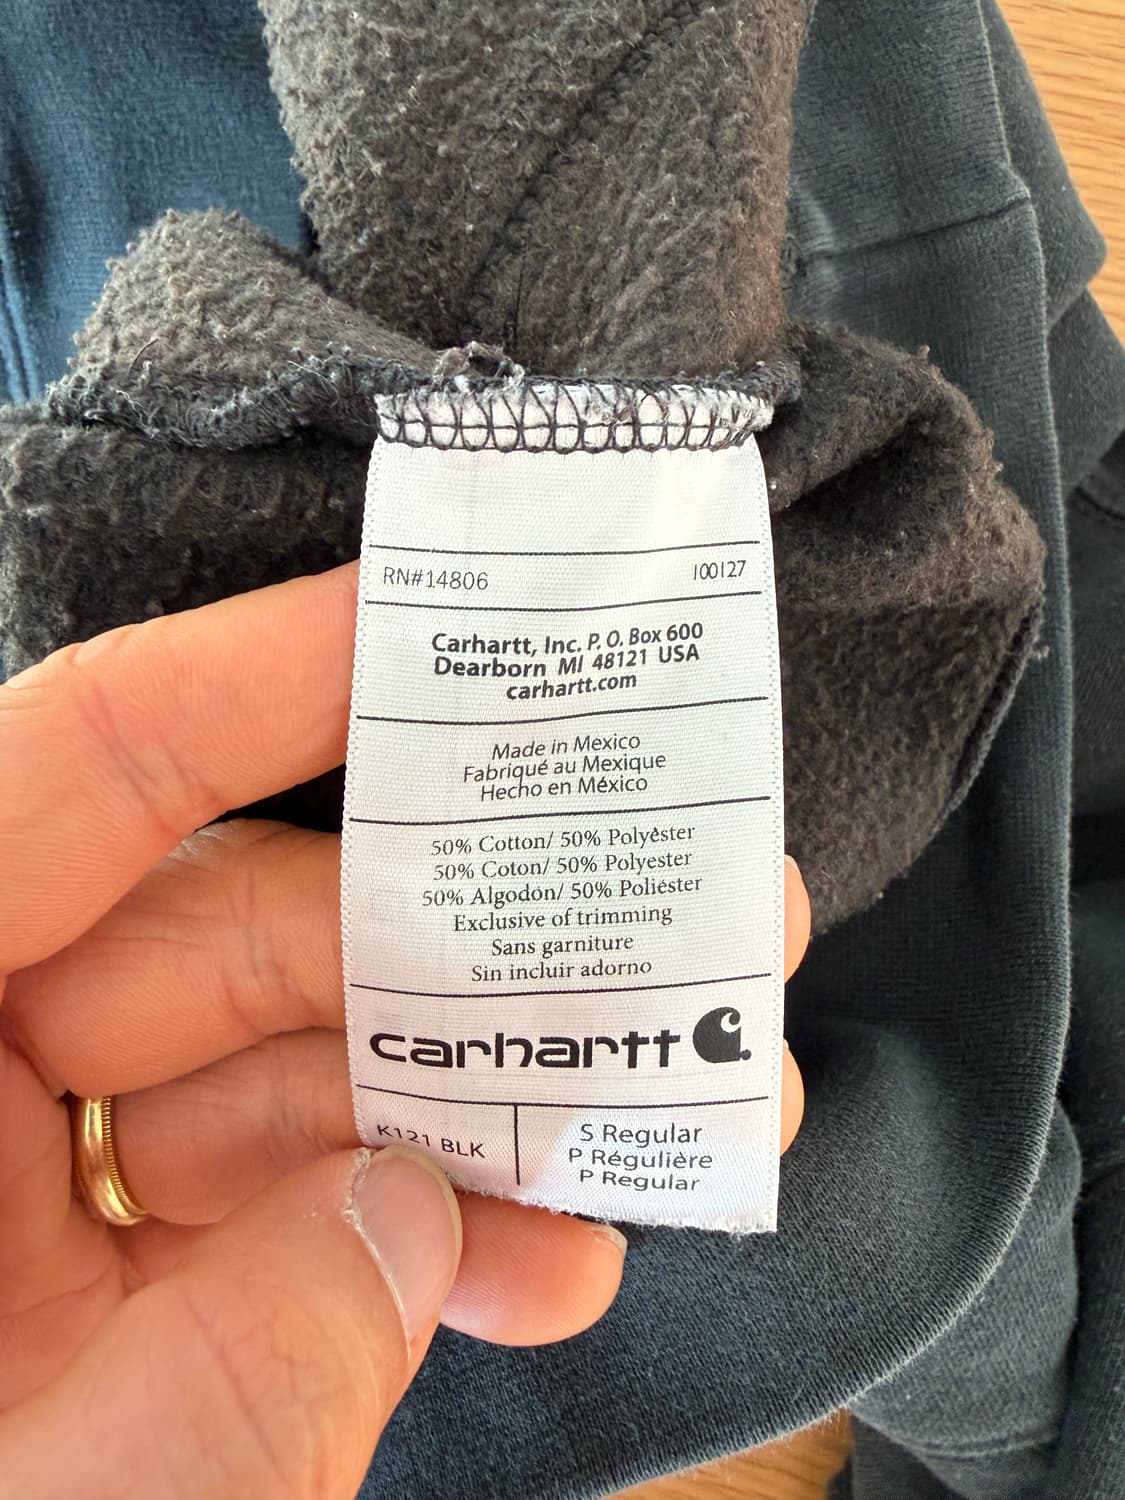 RN#14806 100127
Carhartt, Inc. P.O. Box 600
Dearborn MI 48121 USA
carhartt.com
Made in Mexico
Fabriqué au Mexique
Hecho en México
50% Cotton/ 50% Polyester
50% Coton/ 50% Polyester
50% Algodón/ 50% Poliéster
Exclusive of trimming
Sans garniture
Sin incluir adorno
carhartt
K121 BLK
S Regular
P Régulière
P Regular